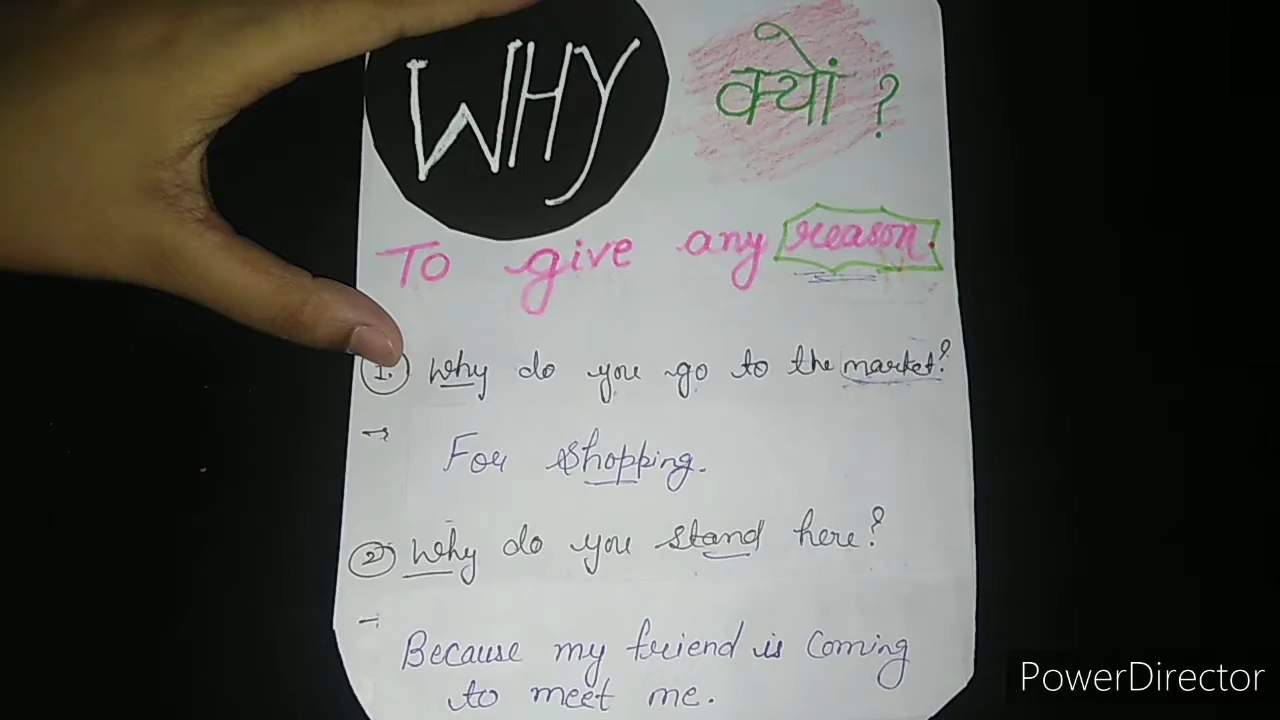 WHY क्यों ?
To give any reason.
1. Why do you go to the market?
→ For Shopping.
2. Why do you stand here?
→ Because my friend is Coming
to meet me.
PowerDirector